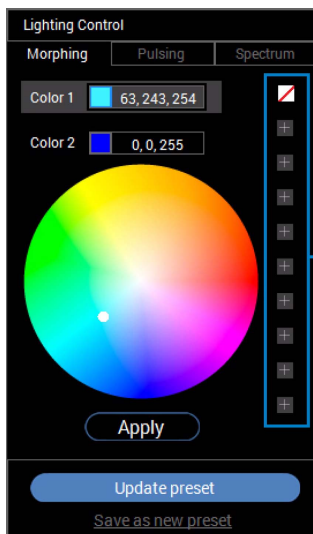 Lighting Control
Morphing Pulsing Spectrum
Color 1 63, 243, 254
Color 2 0, 0, 255
Apply
Update preset
Save as new preset